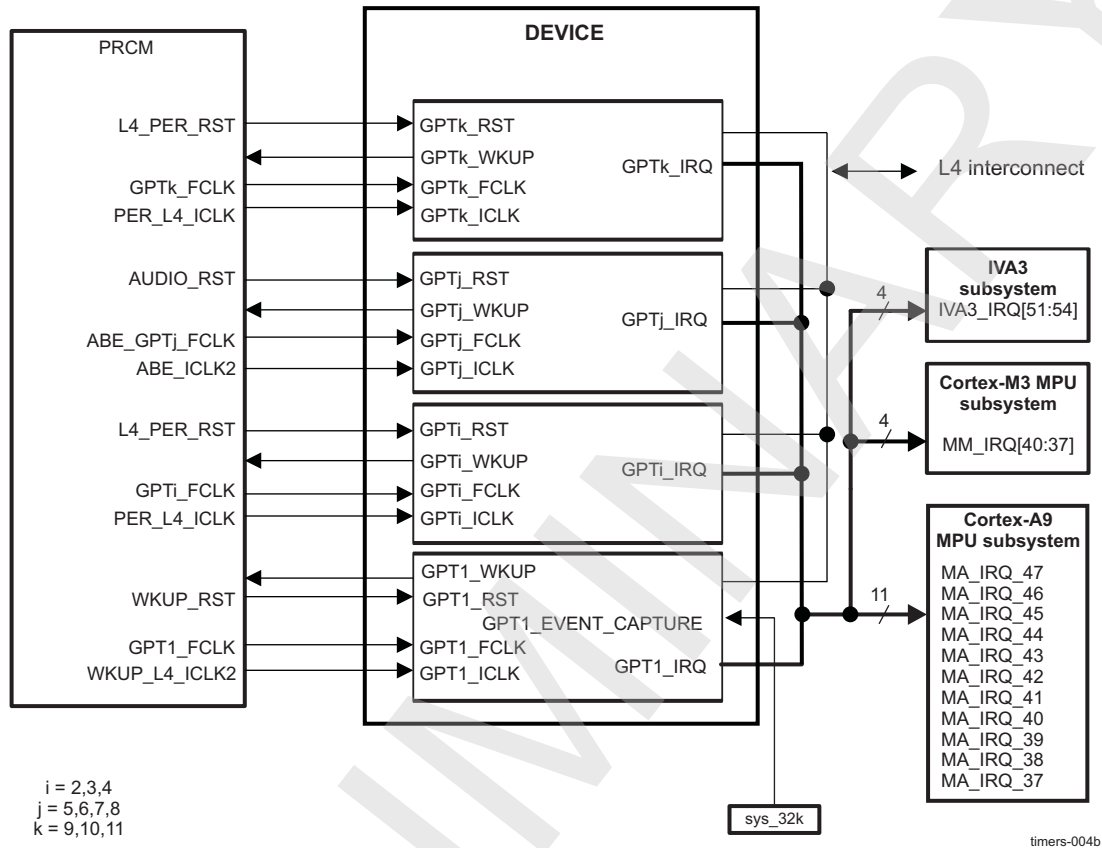 DEVICE
PRCM
L4_PER_RST
GPTk_FCLK
PER_L4_ICLK
GPTk_RST
GPTk_WKUP
GPTk_FCLK
GPTk_ICLK
GPTk_IRQ
L4 interconnect
AUDIO_RST
ABE_GPTj_FCLK
ABE_ICLK2
GPTj_RST
GPTj_WKUP
GPTj_FCLK
GPTj_ICLK
GPTj_IRQ
L4_PER_RST
GPTi_FCLK
PER_L4_ICLK
GPTi_RST
GPTi_WKUP
GPTi_FCLK
GPTi_ICLK
GPTi_IRQ
WKUP_RST
GPT1_FCLK
WKUP_L4_ICLK2
GPT1_WKUP
GPT1_RST
GPT1_EVENT_CAPTURE
GPT1_FCLK
GPT1_ICLK
GPT1_IRQ
4
IVA3
subsystem
IVA3_IRQ[51:54]
4
Cortex-M3 MPU
subsystem
MM_IRQ[40:37]
11
Cortex-A9
MPU subsystem
MA_IRQ_47
MA_IRQ_46
MA_IRQ_45
MA_IRQ_44
MA_IRQ_43
MA_IRQ_42
MA_IRQ_41
MA_IRQ_40
MA_IRQ_39
MA_IRQ_38
MA_IRQ_37
i = 2,3,4
j = 5,6,7,8
k = 9,10,11
sys_32k
timers-004b